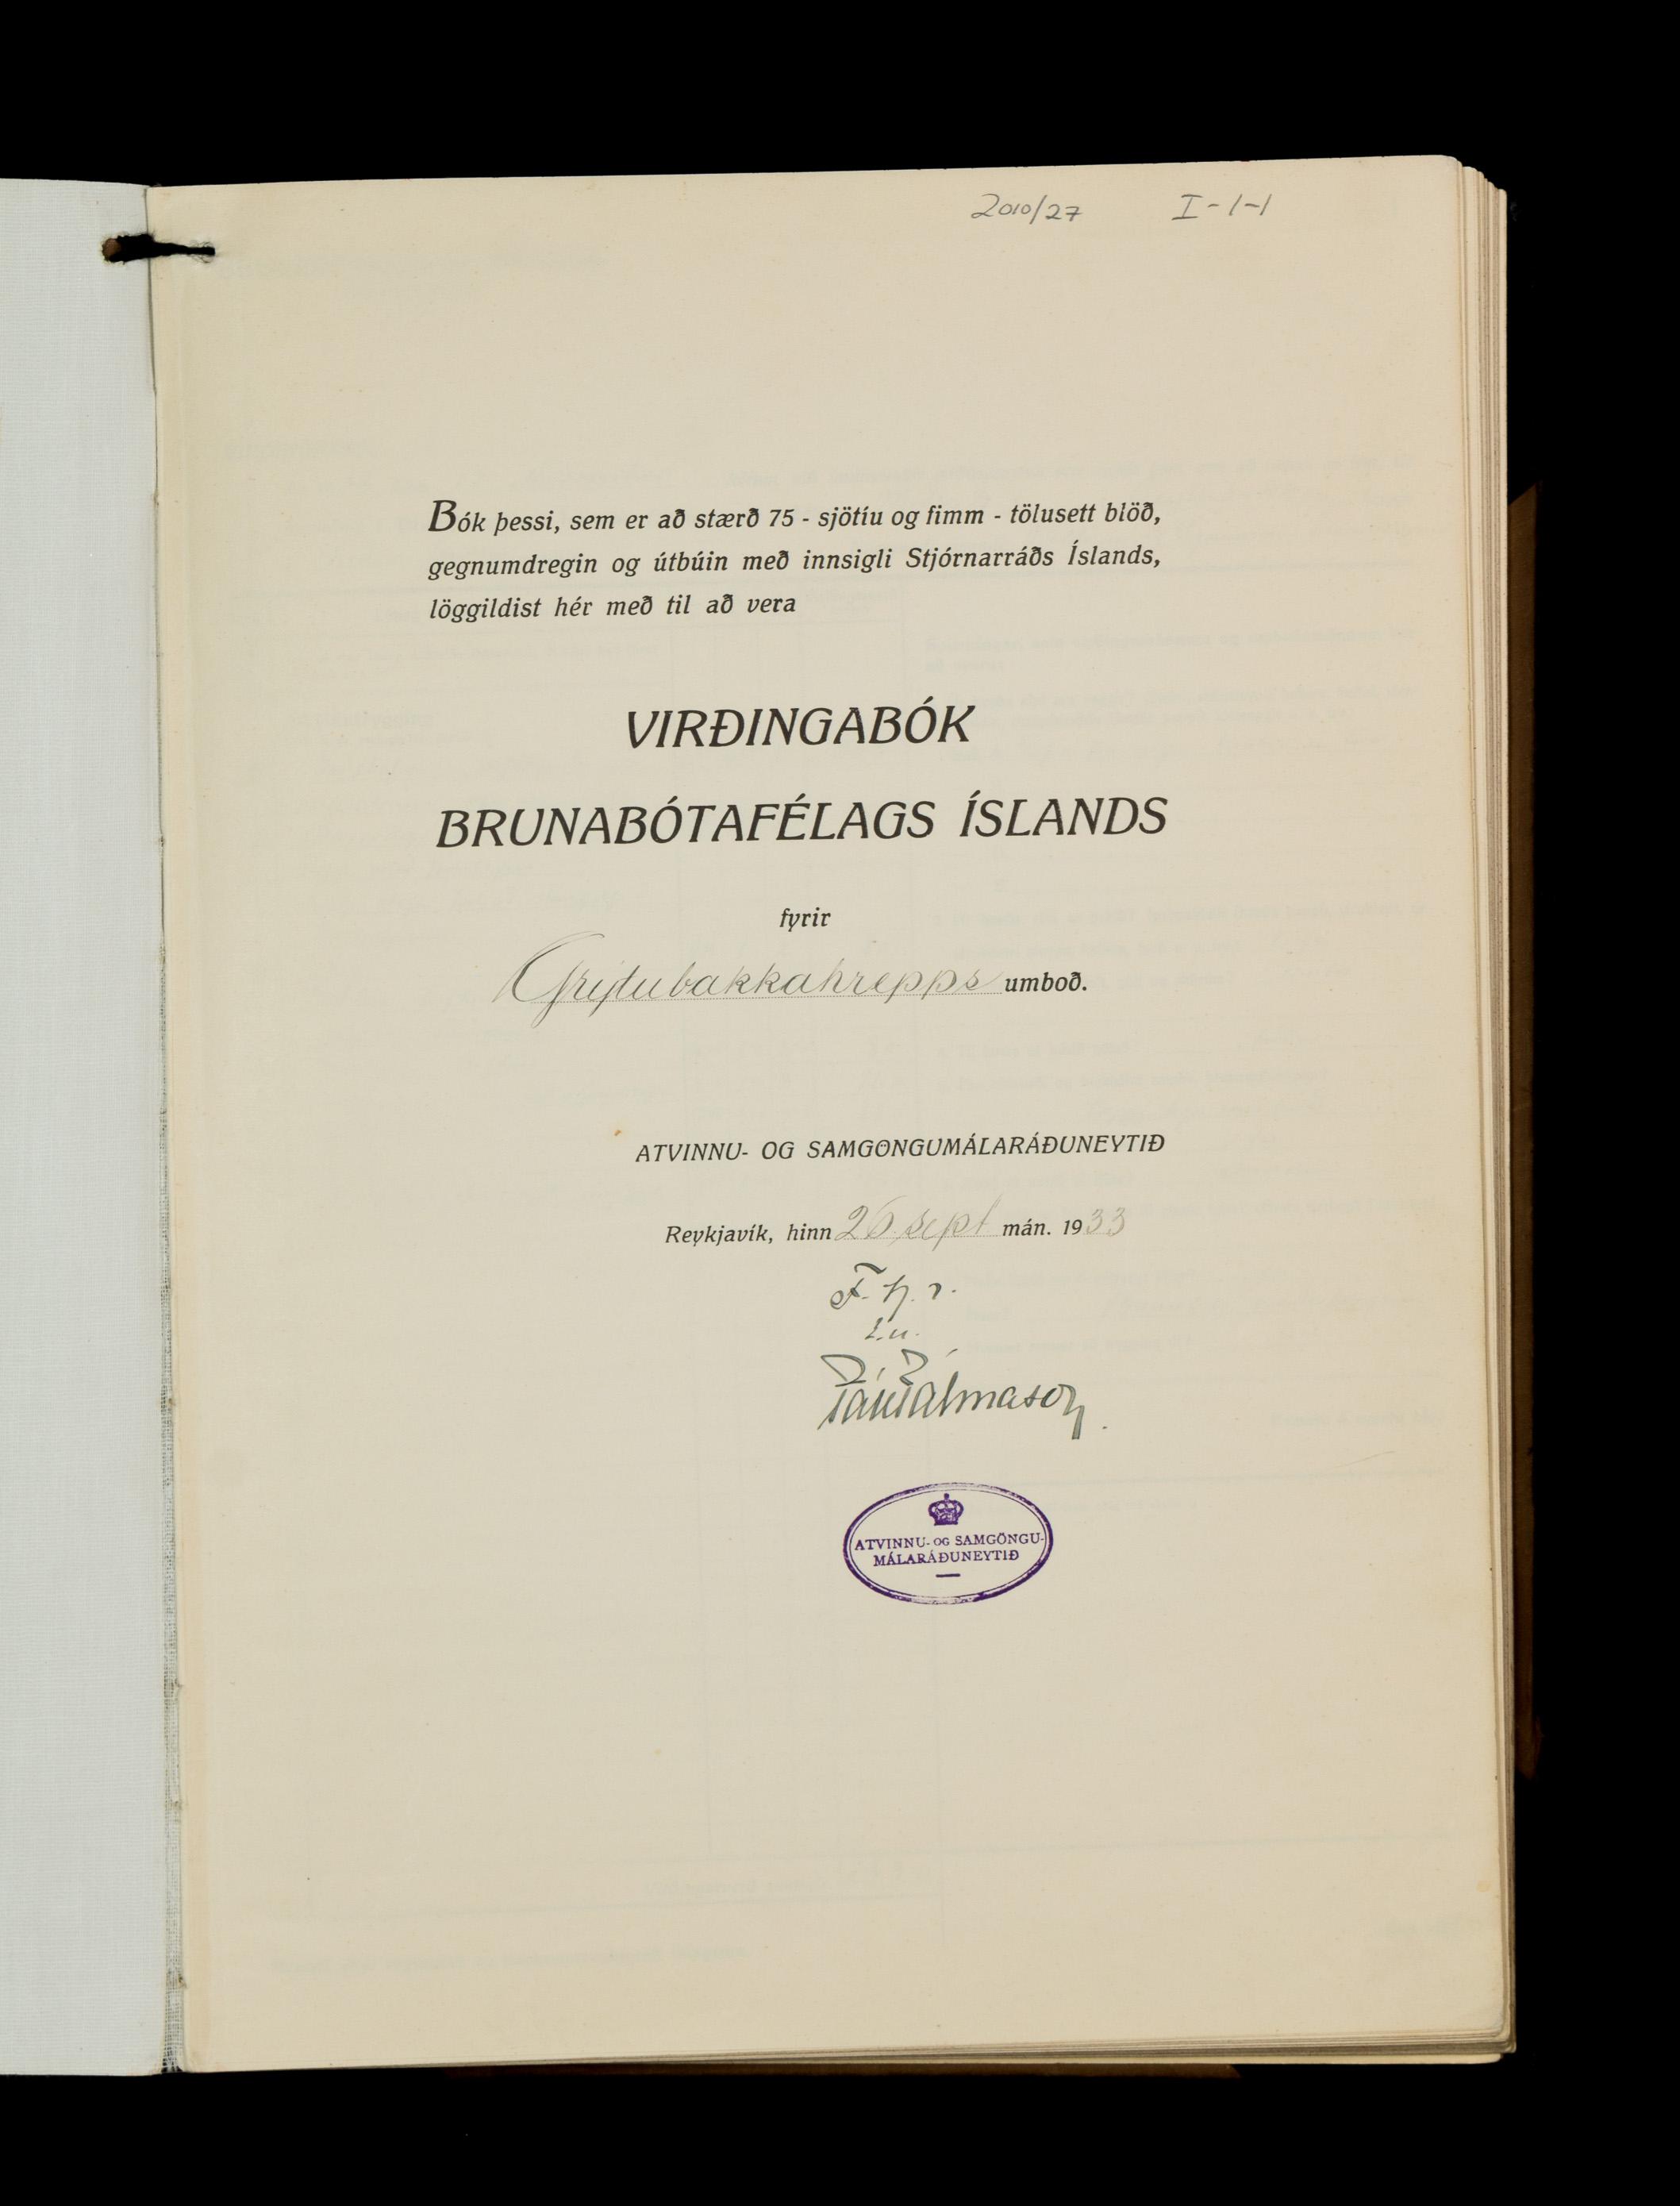 2010/27 I-1-1
Bók þessi, sem er að stærð 75 - sjötíu og fimm - tölusett blöð,
gegnumdregin og útbúin með innsigli Stjórnarráðs Íslands,
löggildist hér með til að vera
VIRÐINGABÓK
BRUNABÓTAFÉLAGS ÍSLANDS
fyrir
Grýtubakkahrepps umboð.
ATVINNU- OG SAMGÖNGUMÁLARÁÐUNEYTIÐ
Reykjavík, hinn 26 sept mán. 1933
F. h. r.
e.u.
Páll Pálmason.
ATVINNU- OG SAMGÖNGU-
MÁLARÁÐUNEYTIÐ